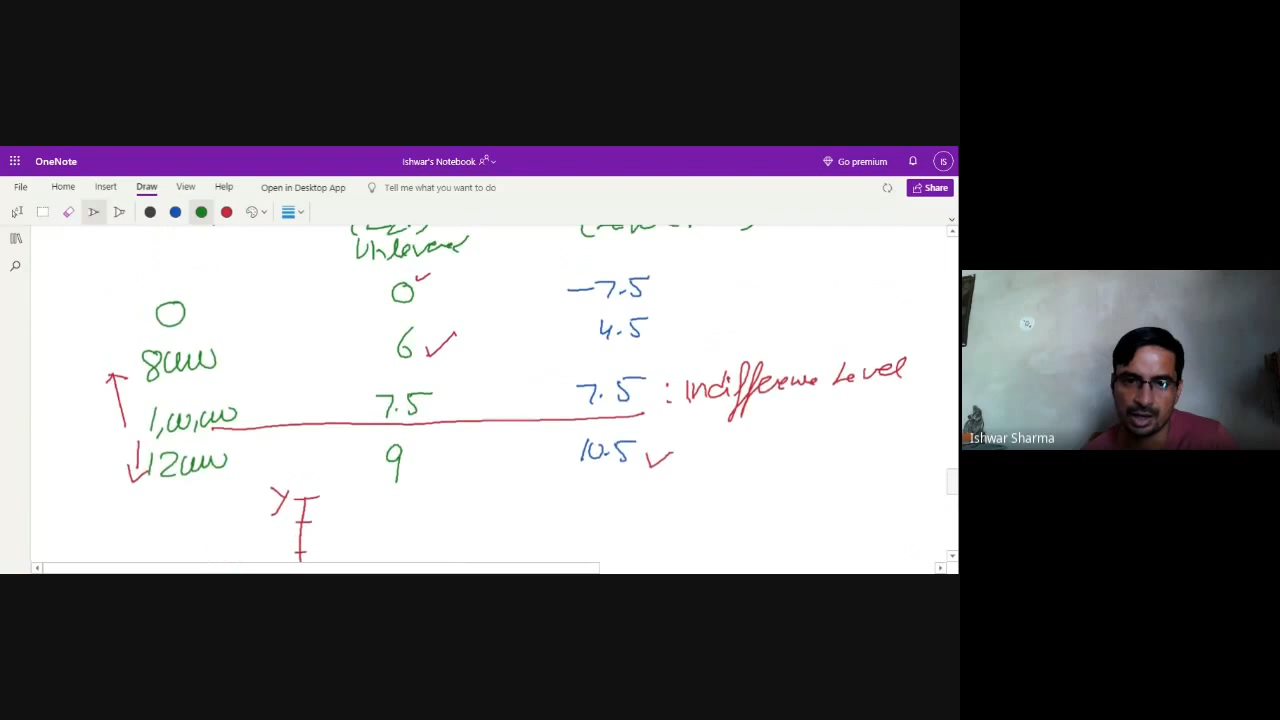 OneNote Ishwar's Notebook Go premium IS
File Home Insert Draw View Help Open in Desktop App Tell me what you want to do Share
Unlevered
0 0 -7.5
8000 6 4.5
1,00,000 7.5 7.5 : Indifference Level
12000 9 10.5
Y
Ishwar Sharma